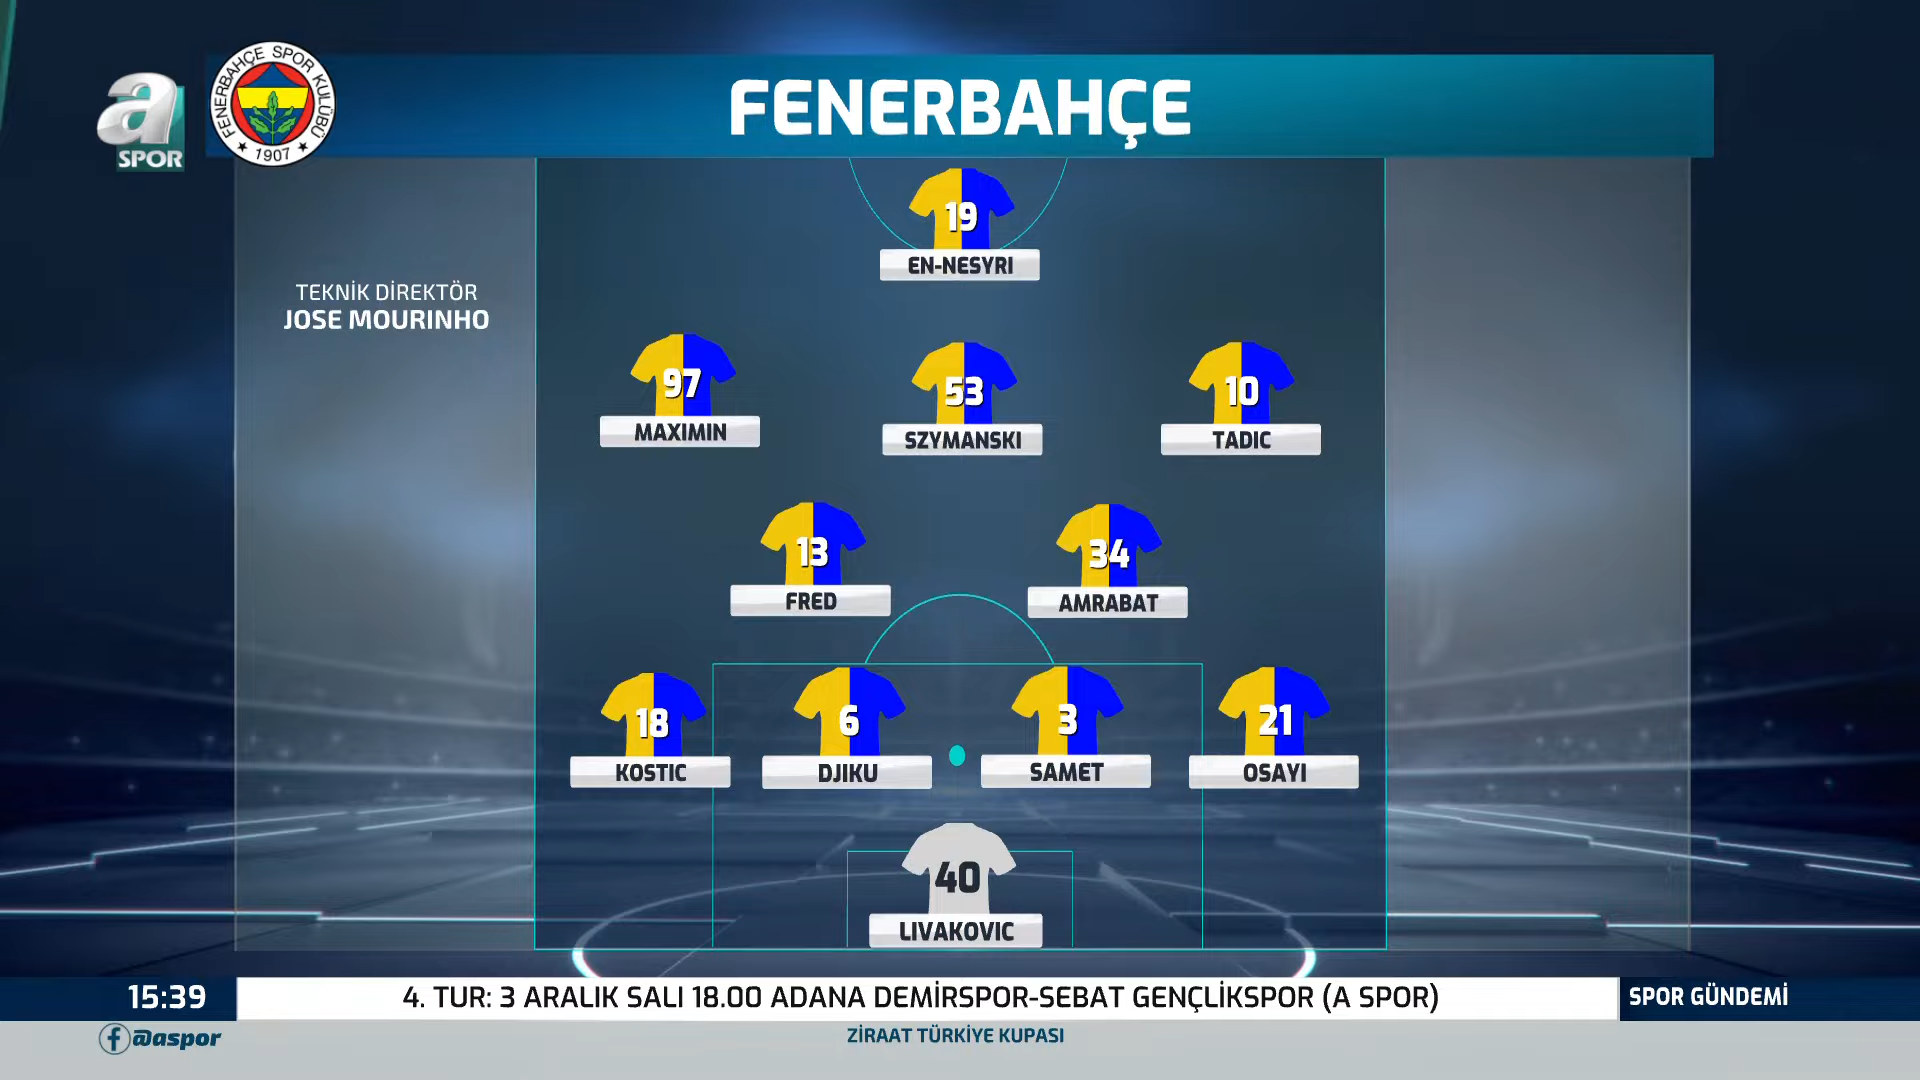 a
SPOR
FENERBAHÇE SPOR KULÜBÜ
★ 1907 ★
FENERBAHÇE
TEKNİK DİREKTÖR
JOSE MOURINHO
19
EN-NESYRI
97
MAXIMIN
53
SZYMANSKI
10
TADIC
13
FRED
34
AMRABAT
18
KOSTIC
6
DJIKU
3
SAMET
21
OSAYI
40
LIVAKOVIC
15:39
4. TUR: 3 ARALIK SALI 18.00 ADANA DEMİRSPOR-SEBAT GENÇLİKSPOR (A SPOR)
SPOR GÜNDEMİ
f @aspor
ZİRAAT TÜRKİYE KUPASI